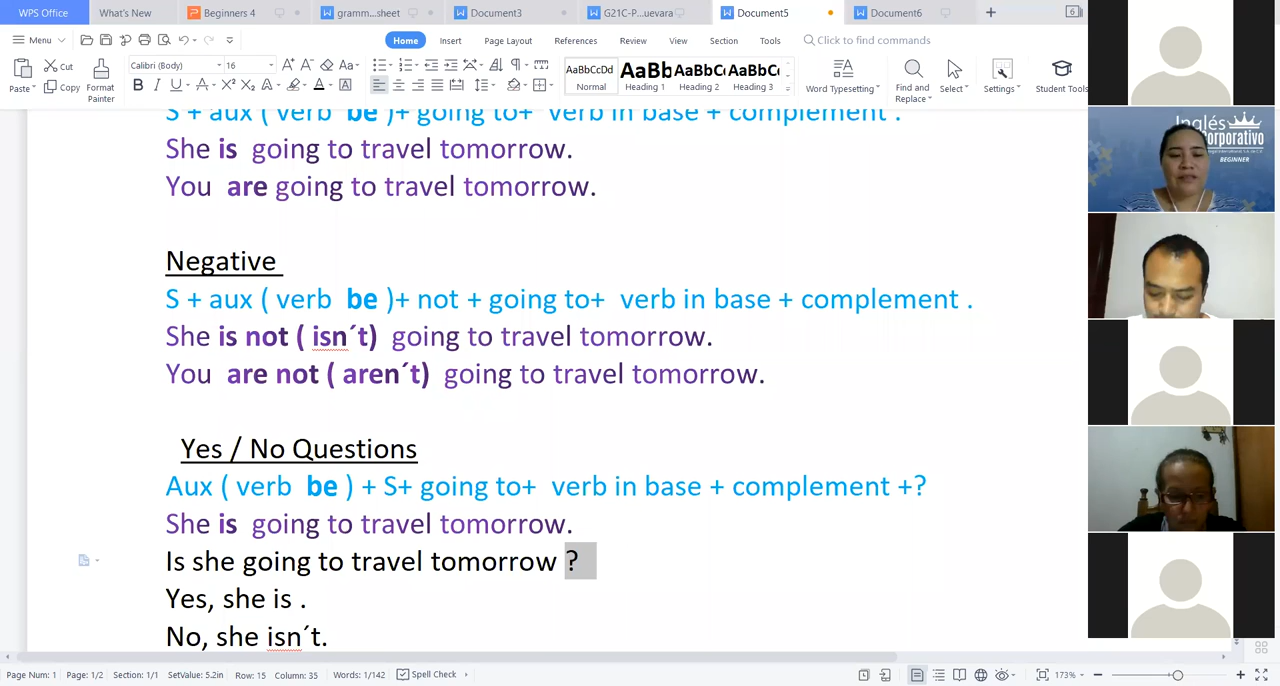 WPS Office What's New Beginners 4 gramm...sheet Document3 G21C-P...uevara Document5 Document6 + 6
Menu Home Insert Page Layout References Review View Section Tools Click to find commands
Paste Cut Copy Format Painter Calibri (Body) 16 AaBbCcDd Normal AaBb Heading 1 AaBbCc Heading 2 AaBbCc Heading 3 Word Typesetting Find and Replace Select Settings Student Tools
S + aux ( verb be )+ going to+ verb in base + complement .
She is going to travel tomorrow.
You are going to travel tomorrow.
Negative
S + aux ( verb be )+ not + going to+ verb in base + complement .
She is not ( isn´t) going to travel tomorrow.
You are not ( aren´t) going to travel tomorrow.
Yes / No Questions
Aux ( verb be ) + S+ going to+ verb in base + complement +?
She is going to travel tomorrow.
Is she going to travel tomorrow ?
Yes, she is .
No, she isn´t.
Page Num: 1 Page: 1/2 Section: 1/1 SetValue: 5.2in Row: 15 Column: 35 Words: 1/142 Spell Check 173%
Inglés
Corporativo
BEGINNER